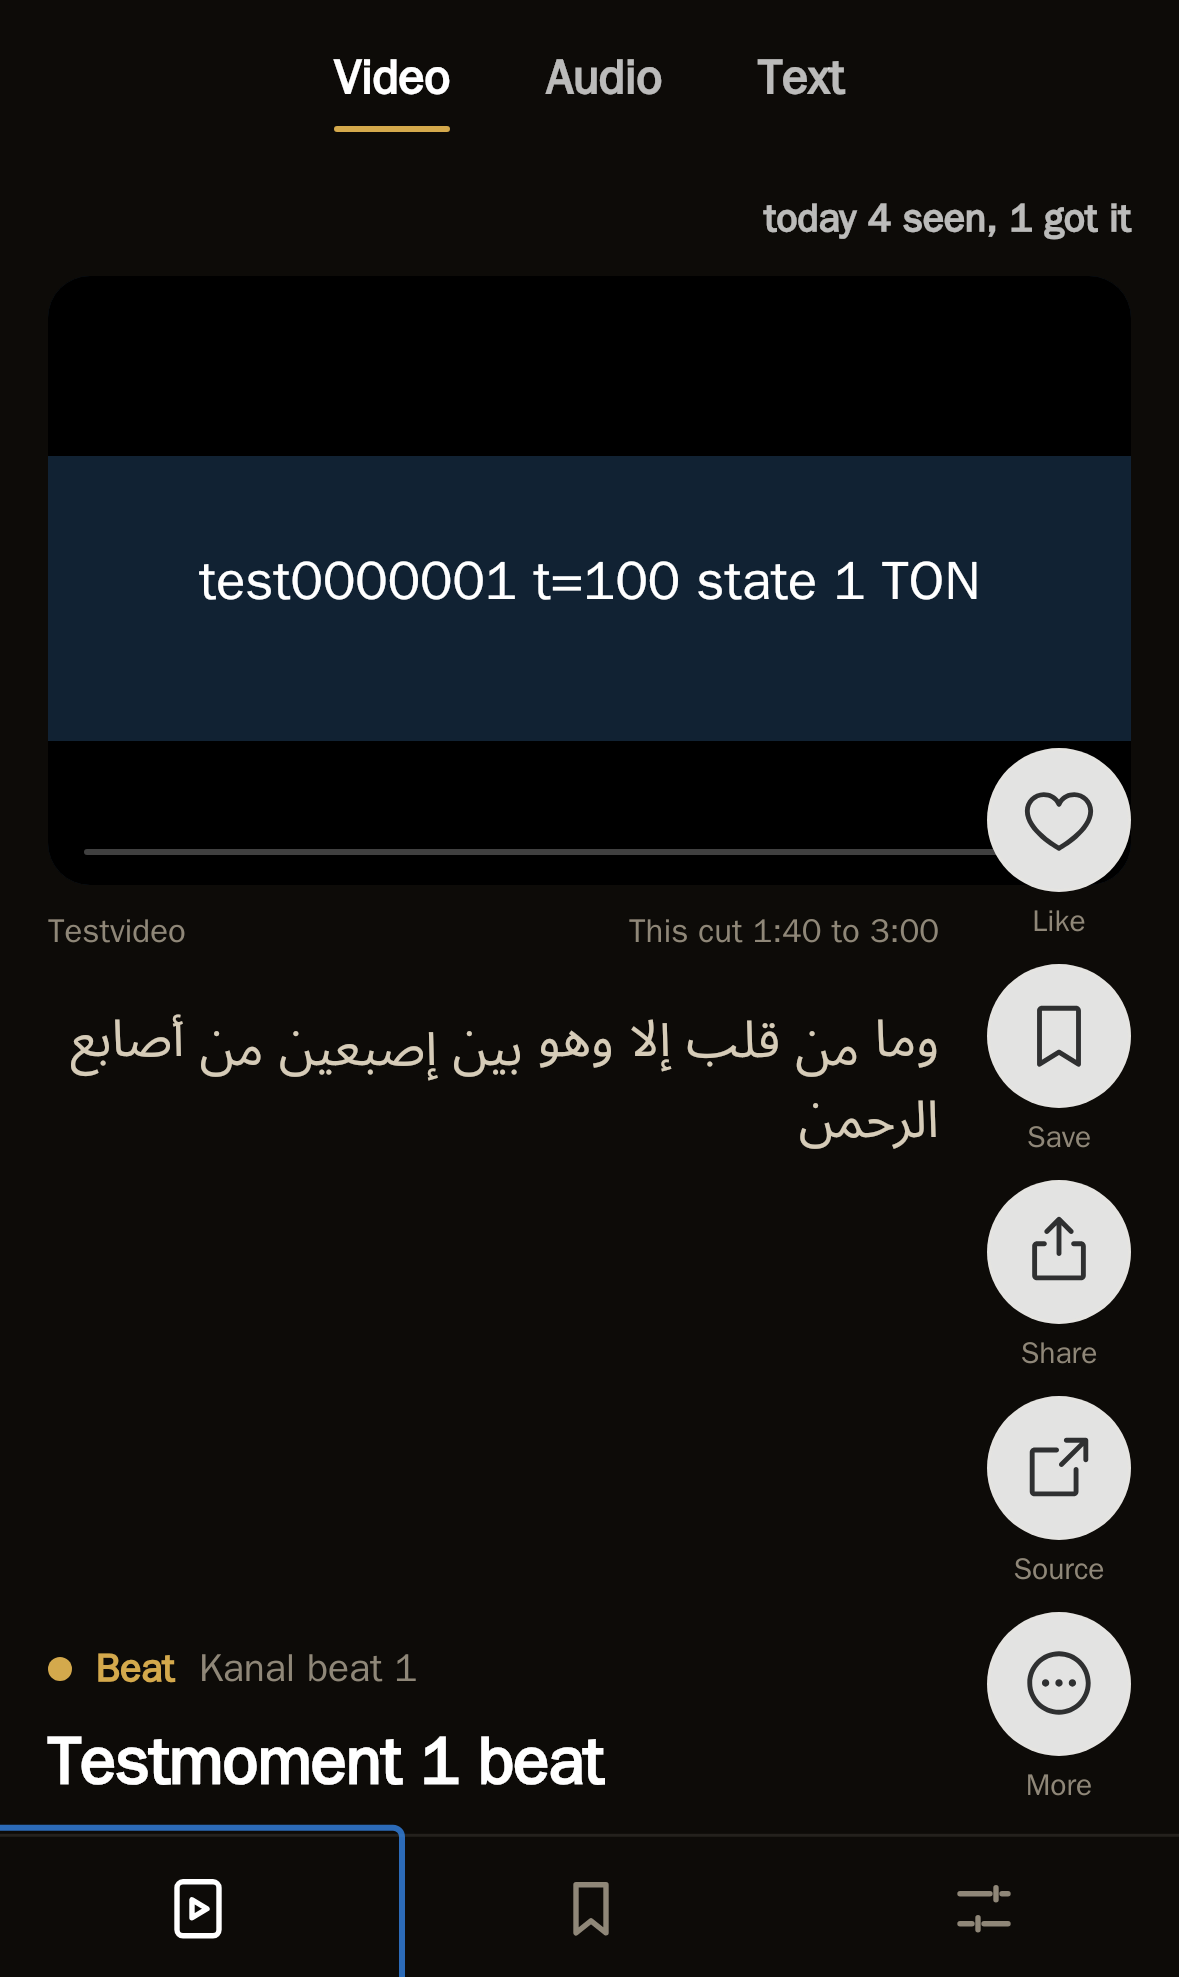 Video Audio Text
today 4 seen, 1 got it
test0000001 t=100 state 1 TON
Like
Testvideo This cut 1:40 to 3:00
وما من قلب إلا وهو بين إصبعين من أصابع
الرحمن
Save
Share
Source
Beat Kanal beat 1
Testmoment 1 beat
More